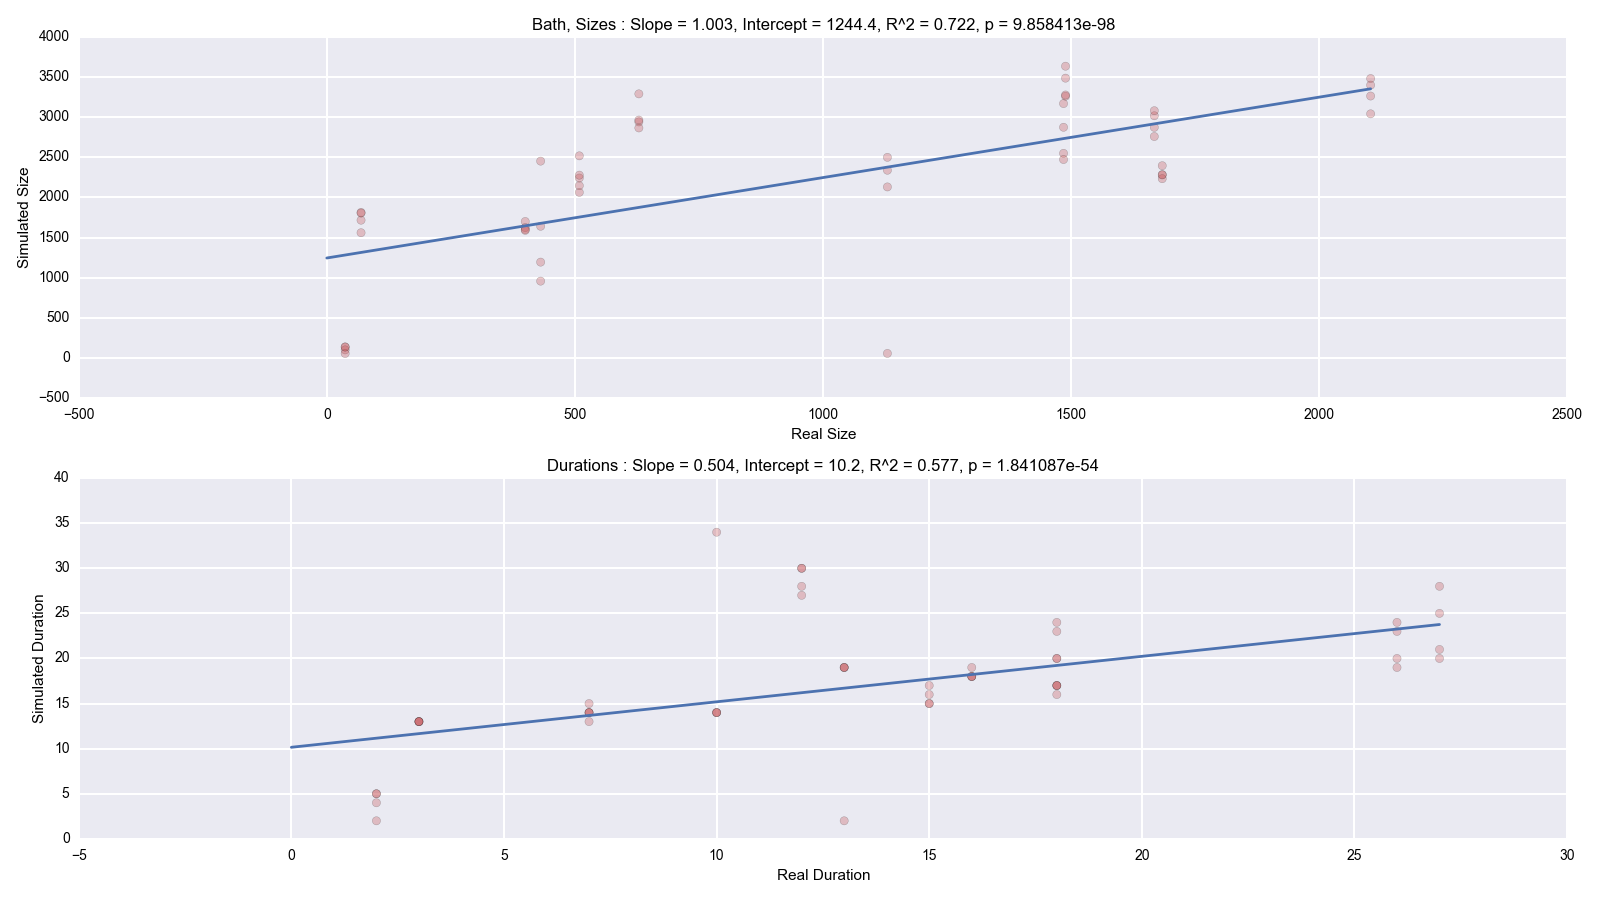 Bath, Sizes : Slope = 1.003, Intercept = 1244.4, R^2 = 0.722, p = 9.858413e-98
4000
3500
3000
2500
2000
1500
1000
500
0
−500
Simulated Size
−500 0 500 1000 1500 2000 2500
Real Size
Durations : Slope = 0.504, Intercept = 10.2, R^2 = 0.577, p = 1.841087e-54
40
35
30
25
20
15
10
5
0
Simulated Duration
−5 0 5 10 15 20 25 30
Real Duration